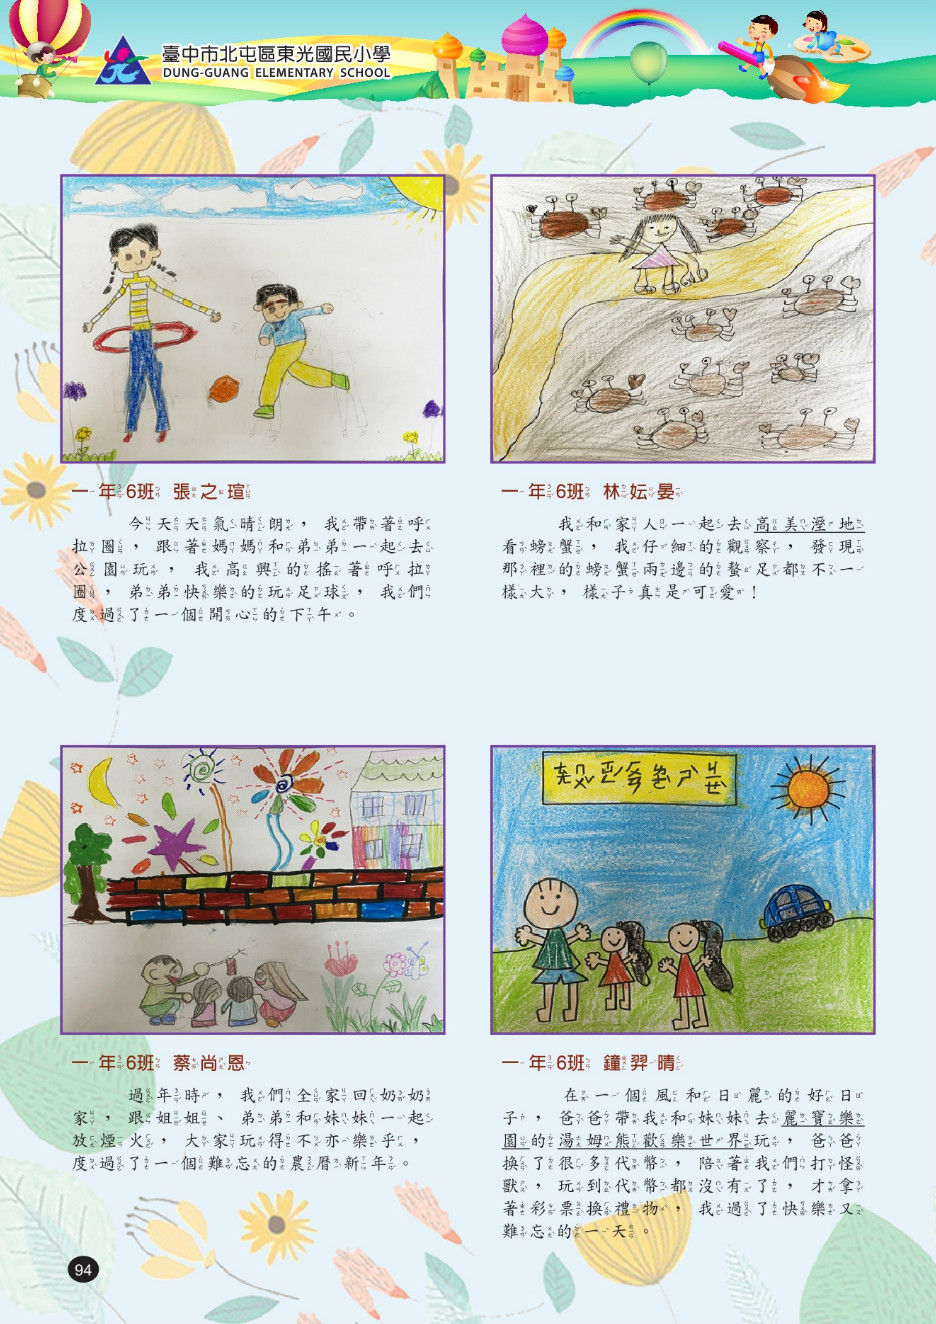 臺中市北屯區東光國民小學
DUNG-GUANG ELEMENTARY SCHOOL
一年6班 張之瑄
今天天氣晴朗，我帶著呼
拉圈，跟著媽媽和弟弟一起去
公園玩，我高興的搖著呼拉
圈，弟弟快樂的玩足球，我們
度過了一個開心的下午。
一年6班 林妘晏
我和家人一起去高美溼地
看螃蟹，我仔細的觀察，發現
那裡的螃蟹兩邊的螯足都不一
樣大，樣子真是可愛！
一年6班 蔡尚恩
過年時，我們全家回奶奶
家，跟姐姐、弟弟和妹妹一起
放煙火，大家玩得不亦樂乎，
度過了一個難忘的農曆新年。
一年6班 鐘羿晴
在一個風和日麗的好日
子，爸爸帶我和妹妹去麗寶樂
園的湯姆熊歡樂世界玩，爸爸
換了很多代幣，陪著我們打怪
獸，玩到代幣都沒有了，才拿
著彩票換禮物，我過了快樂又
難忘的一天。
94